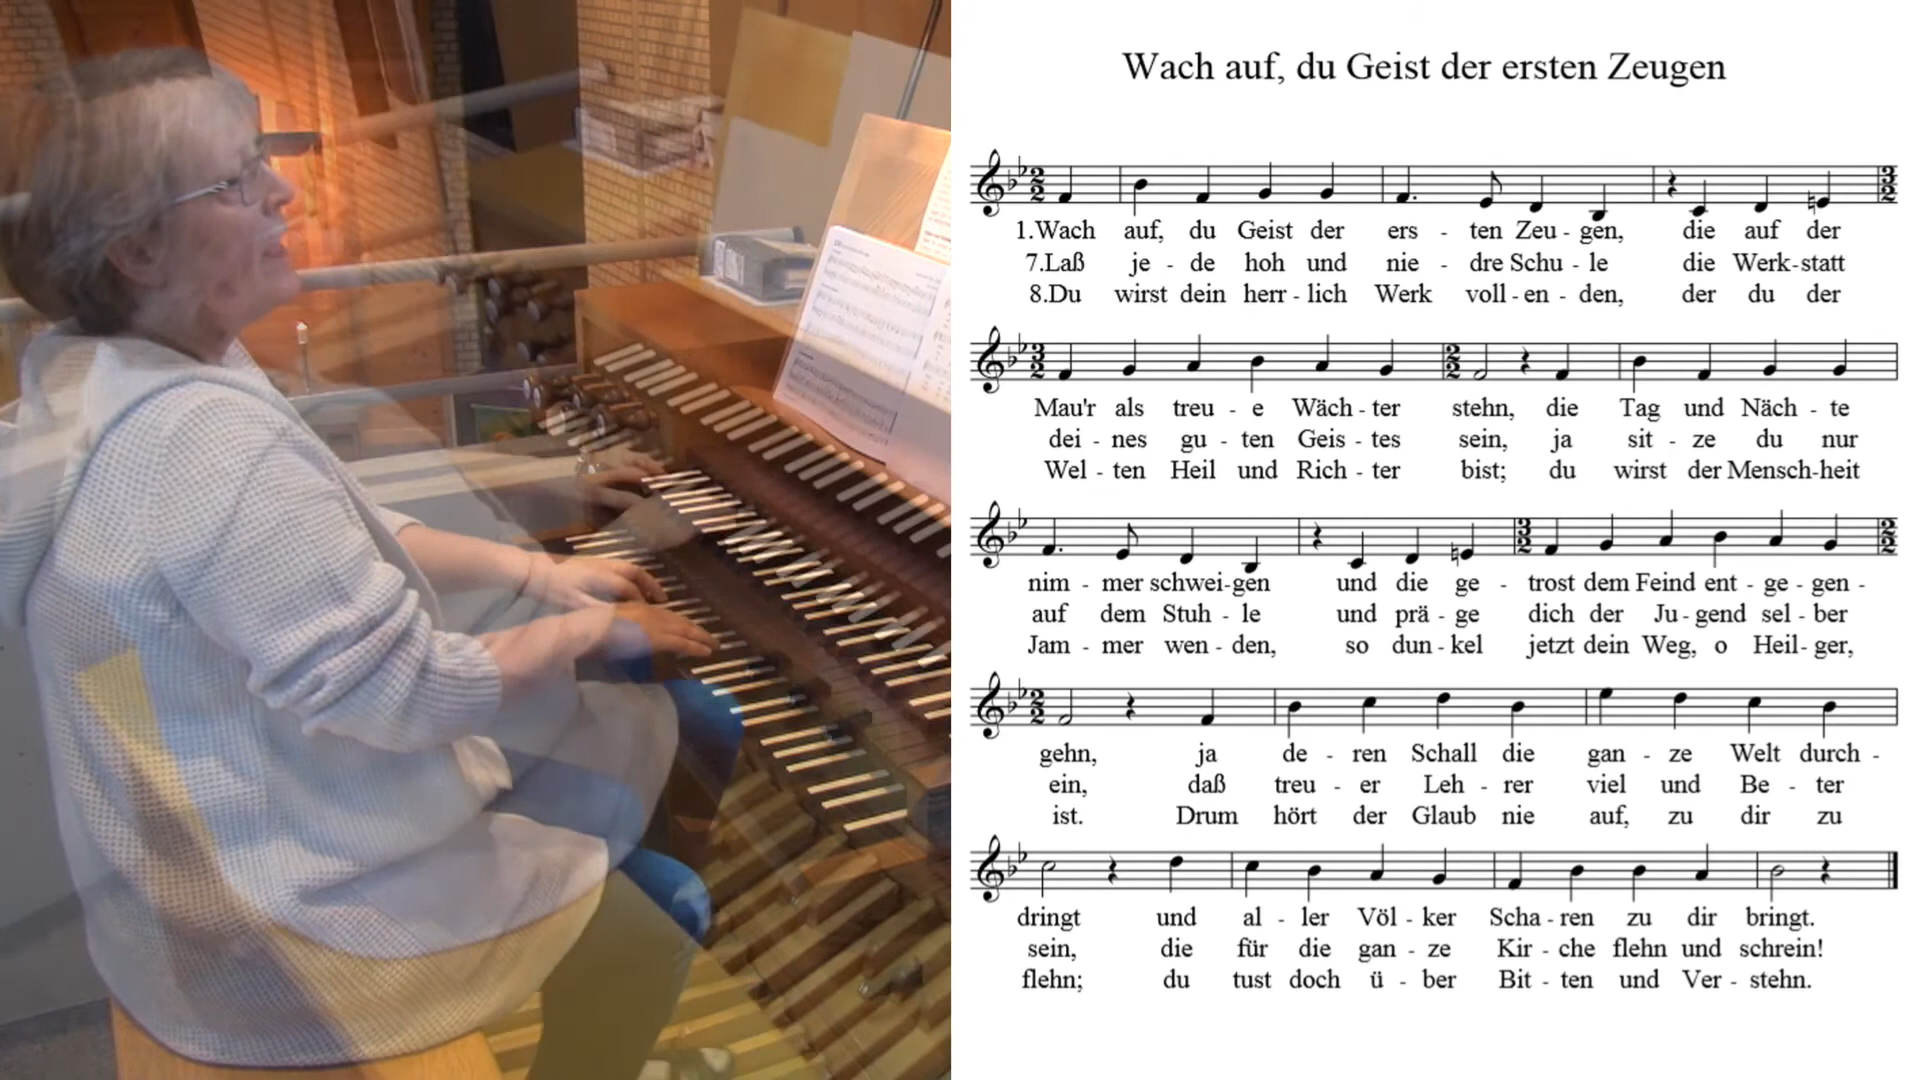 Wach auf, du Geist der ersten Zeugen
1.Wach auf, du Geist der ers - ten Zeu - gen, die auf der
7.Laß je - de hoh und nie - dre Schu - le die Werk-statt
8.Du wirst dein herr - lich Werk voll - en - den, der du der
Mau'r als treu - e Wäch - ter stehn, die Tag und Näch - te
dei - nes gu - ten Geis - tes sein, ja sit - ze du nur
Wel - ten Heil und Rich - ter bist; du wirst der Mensch-heit
nim - mer schwei-gen und die ge - trost dem Feind ent - ge - gen -
auf dem Stuh - le und prä - ge dich der Ju - gend sel - ber
Jam - mer wen - den, so dun - kel jetzt dein Weg, o Heil - ger,
gehn, ja de - ren Schall die gan - ze Welt durch -
ein, daß treu - er Leh - rer viel und Be - ter
ist. Drum hört der Glaub nie auf, zu dir zu
dringt und al - ler Völ - ker Scha - ren zu dir bringt.
sein, die für die gan - ze Kir - che flehn und schrein!
flehn; du tust doch ü - ber Bit - ten und Ver - stehn.